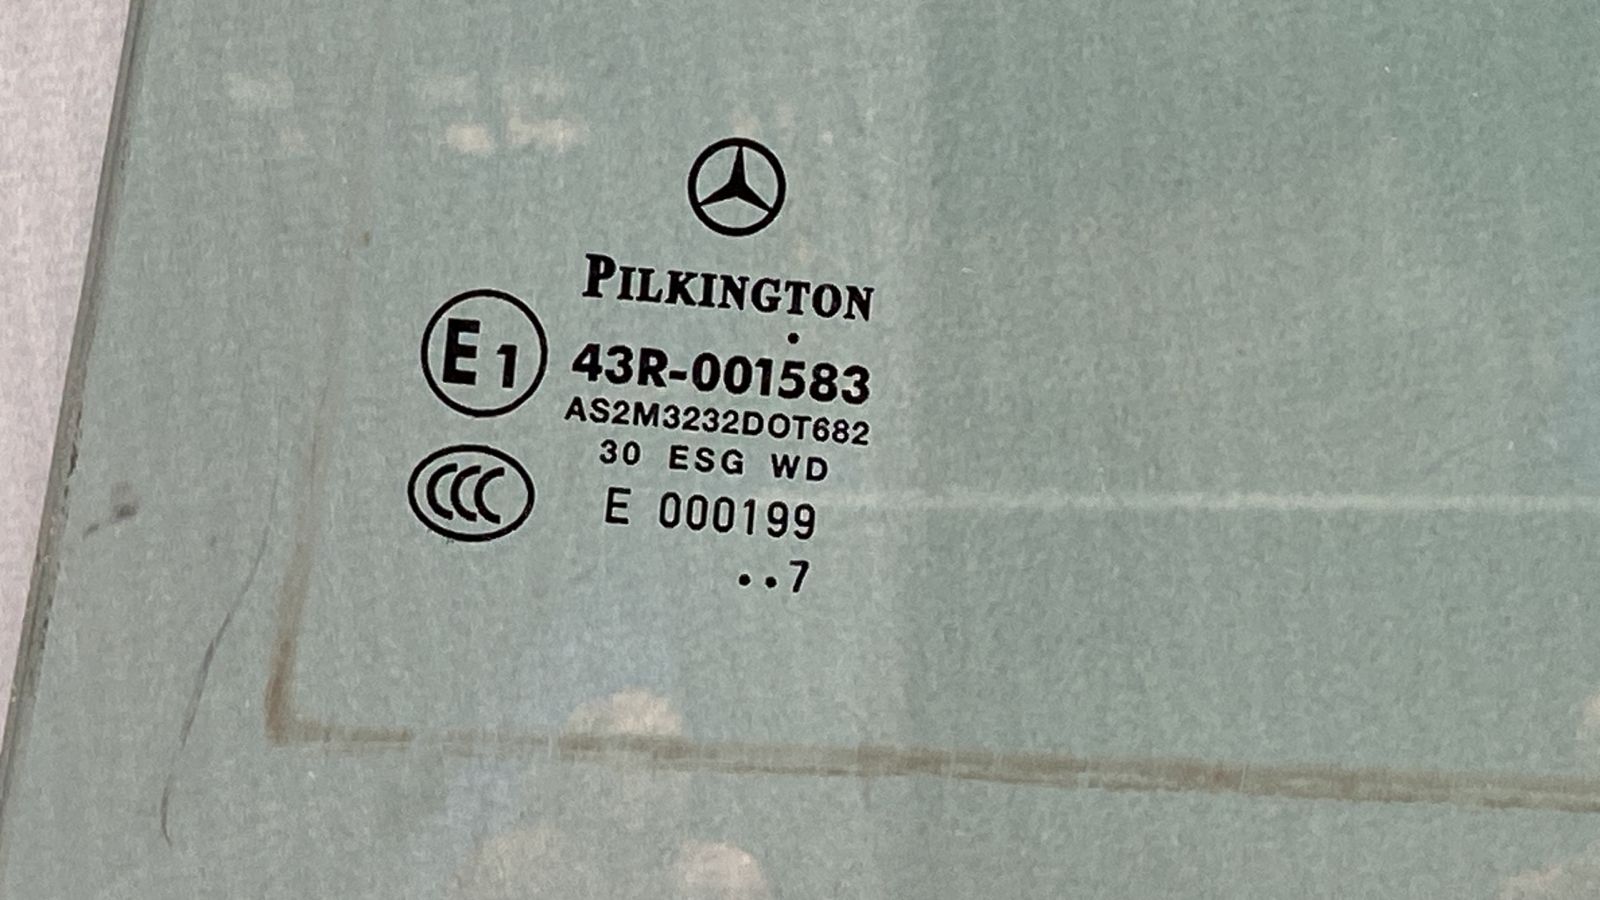 PILKINGTON
E1 43R-001583
AS2M3232DOT682
30 ESG WD
CCC E 000199
..7